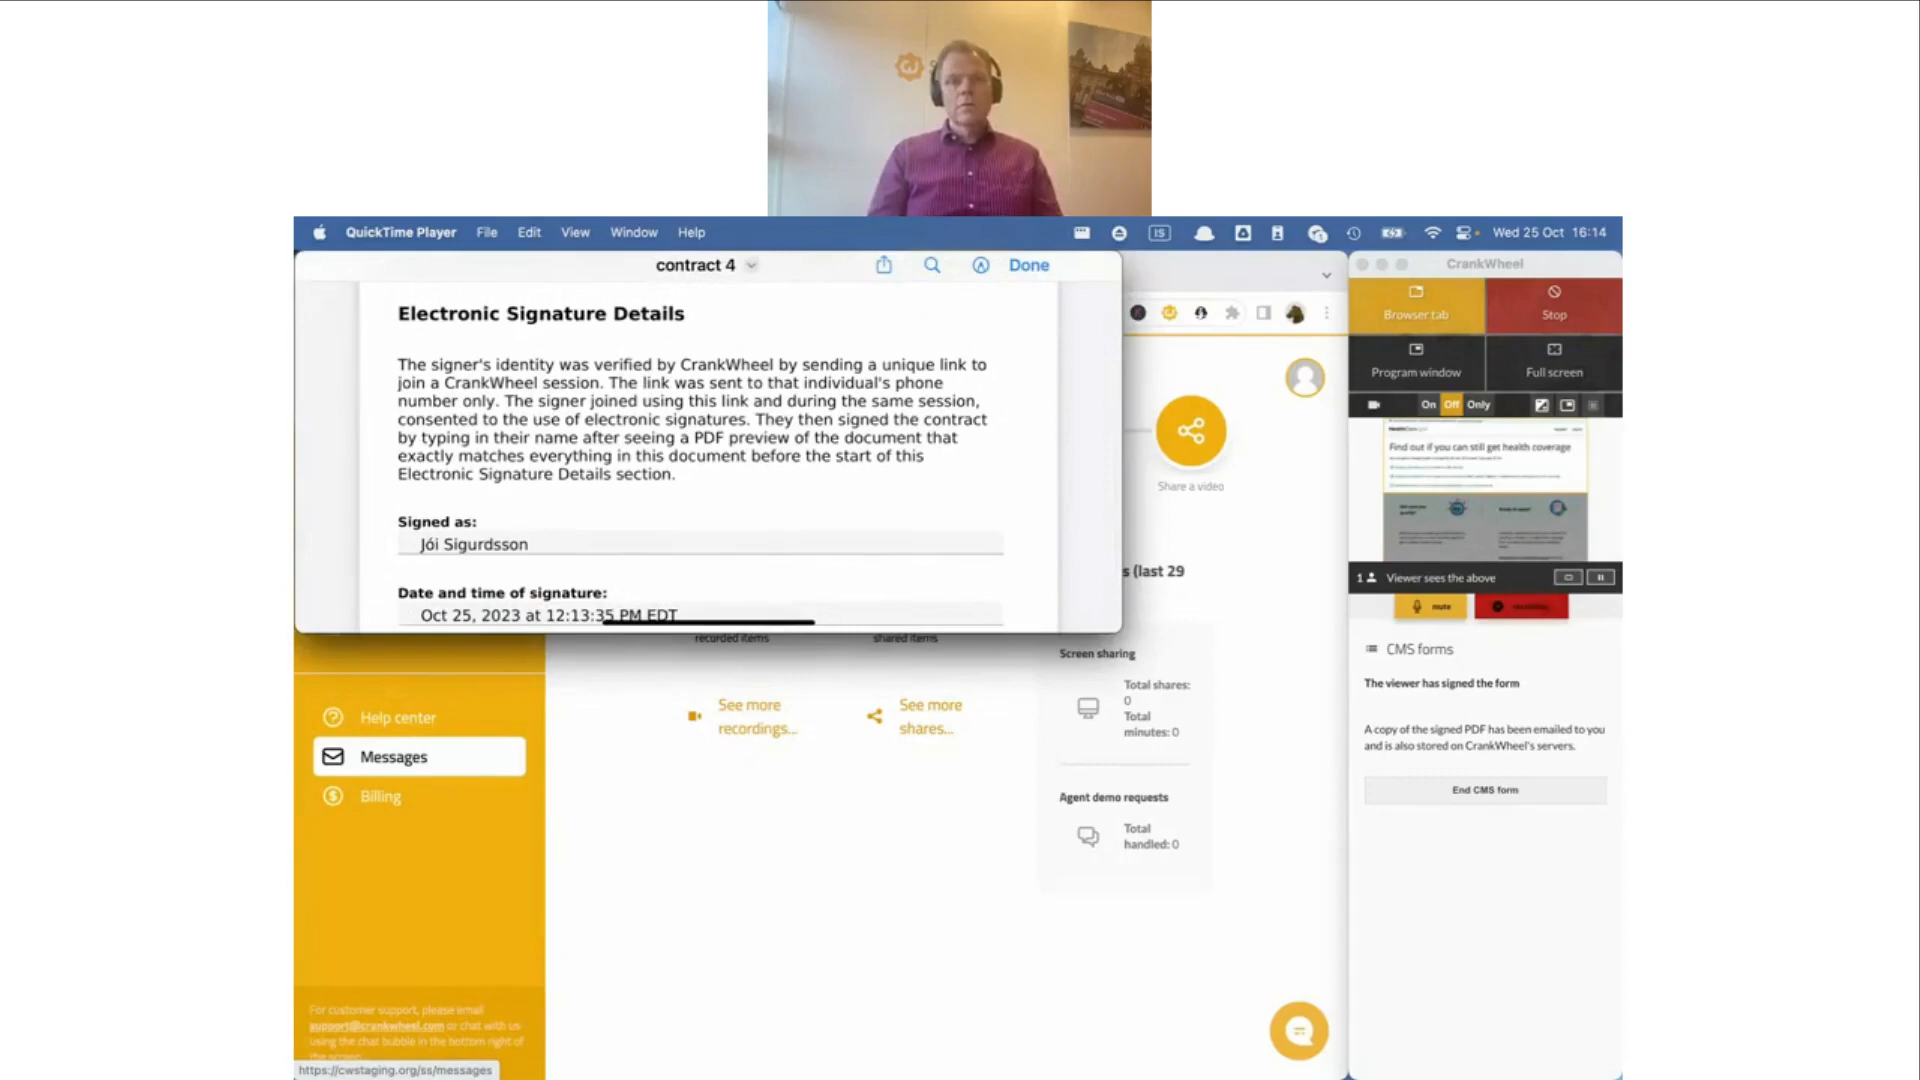 QuickTime Player File Edit View Window Help
IS
Wed 25 Oct 16:14
contract 4
Done
Electronic Signature Details
The signer's identity was verified by CrankWheel by sending a unique link to
join a CrankWheel session. The link was sent to that individual's phone
number only. The signer joined using this link and during the same session,
consented to the use of electronic signatures. They then signed the contract
by typing in their name after seeing a PDF preview of the document that
exactly matches everything in this document before the start of this
Electronic Signature Details section.
Signed as:
Jói Sigurdsson
Date and time of signature:
Oct 25, 2023 at 12:13:35 PM EDT
recorded items
shared items
See more
recordings...
See more
shares...
Share a video
s (last 29
Screen sharing
Total shares:
0
Total
minutes: 0
Agent demo requests
Total
handled: 0
Help center
Messages
Billing
For customer support, please email
support@crankwheel.com or chat with us
using the chat bubble in the bottom right of
the screen.
https://cwstaging.org/ss/messages
CrankWheel
Browser tab
Stop
Program window
Full screen
On Off Only
Find out if you can still get health coverage
1 Viewer sees the above
mute
CMS forms
The viewer has signed the form
A copy of the signed PDF has been emailed to you
and is also stored on CrankWheel's servers.
End CMS form